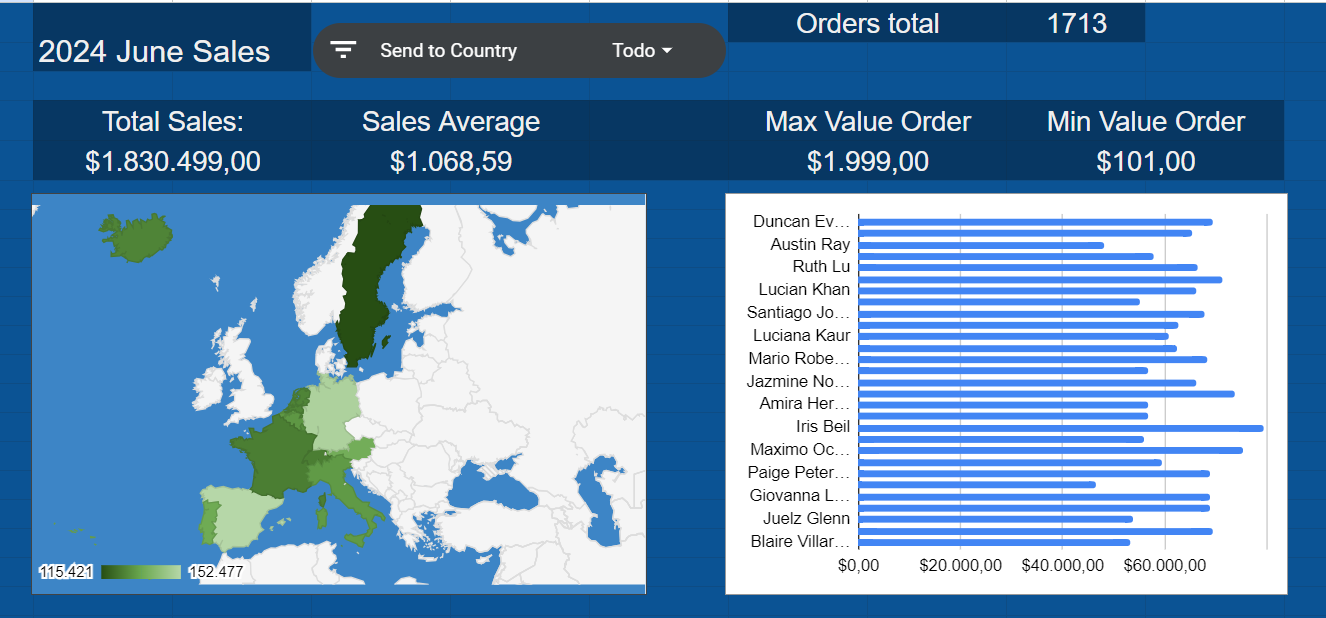 2024 June Sales
Send to Country
Todo
Orders total
1713
Total Sales:
$1.830.499,00
Sales Average
$1.068,59
Max Value Order
$1.999,00
Min Value Order
$101,00
115.421
152.477
Duncan Ev...
Austin Ray
Ruth Lu
Lucian Khan
Santiago Jo...
Luciana Kaur
Mario Robe...
Jazmine No...
Amira Her...
Iris Beil
Maximo Oc...
Paige Peter...
Giovanna L...
Juelz Glenn
Blaire Villar...
$0,00
$20.000,00
$40.000,00
$60.000,00